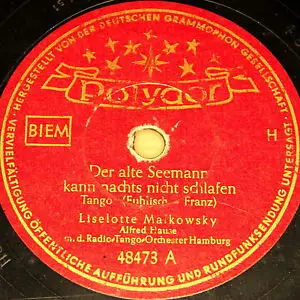 HERGESTELLT VON DER DEUTSCHEN GRAMMOPHON GESELLSCHAFT
polydor
BIEM
H
Der alte Seemann
kann nachts nicht schlafen
Tango (Fuhlisch - Franz)
Liselotte Malkowsky
Alfred Hause
m. d. Radio-Tango-Orchester Hamburg
48473 A
VERVIELFÄLTIGUNG ÖFFENTLICHE AUFFÜHRUNG UND RUNDFUNKSENDUNG UNTERSAGT